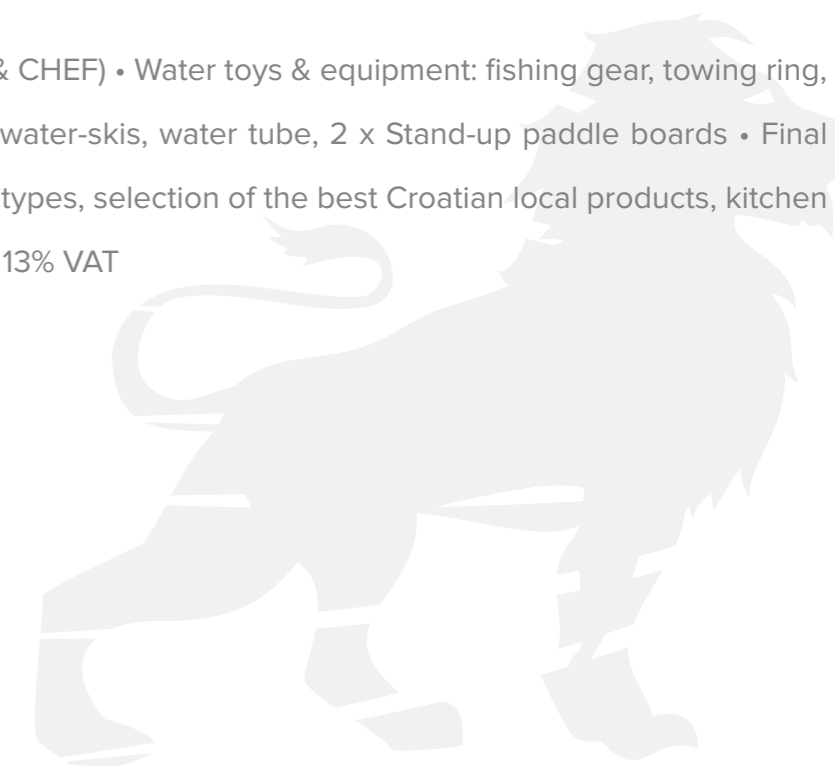 & CHEF) • Water toys & equipment: fishing gear, towing ring,
water-skis, water tube, 2 x Stand-up paddle boards • Final
types, selection of the best Croatian local products, kitchen
13% VAT